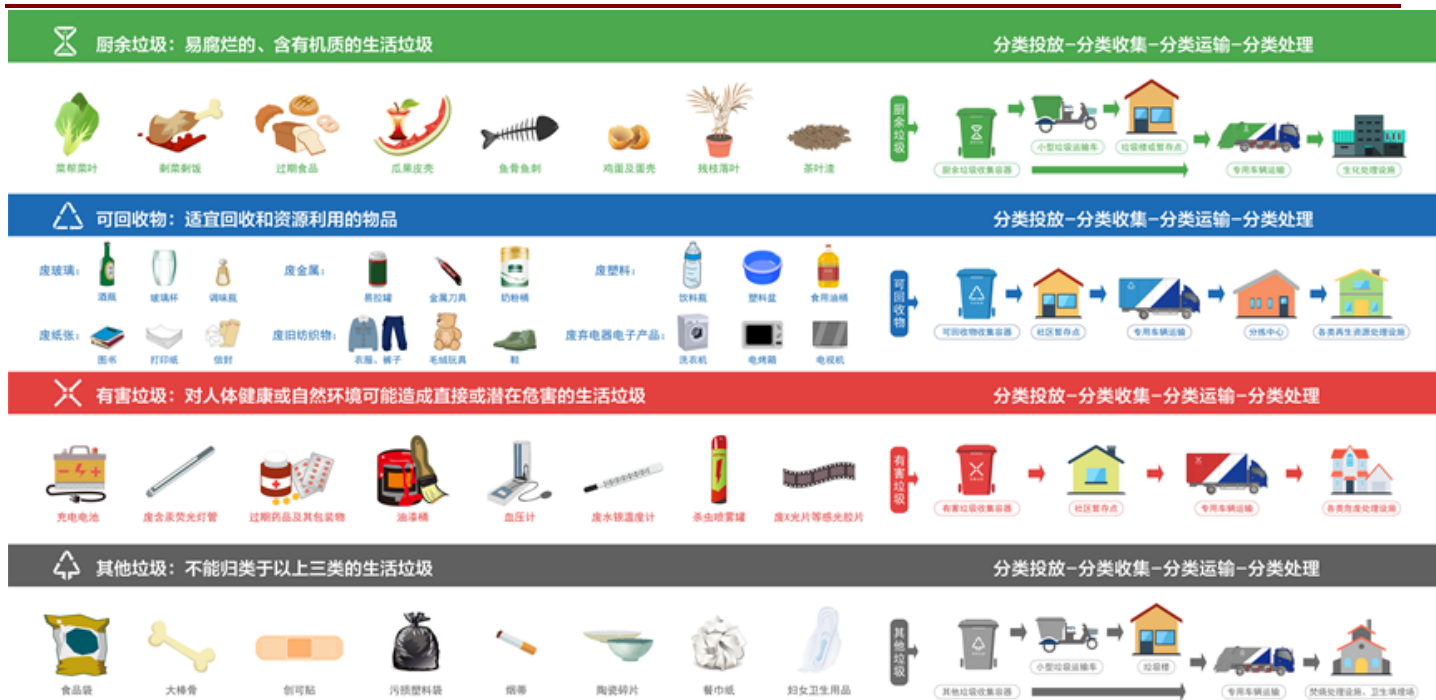 厨余垃圾：易腐烂的、含有机质的生活垃圾
分类投放-分类收集-分类运输-分类处理
菜帮菜叶
剩菜剩饭
过期食品
瓜果皮壳
鱼骨鱼刺
鸡蛋及蛋壳
残枝落叶
茶叶渣
厨余垃圾
厨余垃圾收集容器
小型垃圾运输车
垃圾楼或暂存点
专用车辆运输
生化处理设施
可回收物：适宜回收和资源利用的物品
分类投放-分类收集-分类运输-分类处理
废玻璃：
酒瓶
玻璃杯
调味瓶
废金属：
易拉罐
金属刀具
奶粉桶
废塑料：
饮料瓶
塑料盆
食用油桶
废纸张：
图书
打印纸
信封
废旧纺织物：
衣服、裤子
毛绒玩具
鞋
废弃电器电子产品：
洗衣机
电烤箱
电视机
可回收物
可回收物收集容器
社区暂存点
专用车辆运输
分拣中心
各类再生资源处理设施
有害垃圾：对人体健康或自然环境可能造成直接或潜在危害的生活垃圾
分类投放-分类收集-分类运输-分类处理
充电电池
废含汞荧光灯管
过期药品及其包装物
油漆桶
血压计
废水银温度计
杀虫喷雾罐
废X光片等感光胶片
有害垃圾
有害垃圾收集容器
社区暂存点
专用车辆运输
各类危废处理设施
其他垃圾：不能归类于以上三类的生活垃圾
分类投放-分类收集-分类运输-分类处理
食品袋
大棒骨
创可贴
污损塑料袋
烟蒂
陶瓷碎片
餐巾纸
妇女卫生用品
其他垃圾
其他垃圾收集容器
小型垃圾运输车
垃圾楼
专用车辆运输
焚烧处理设施、卫生填埋场